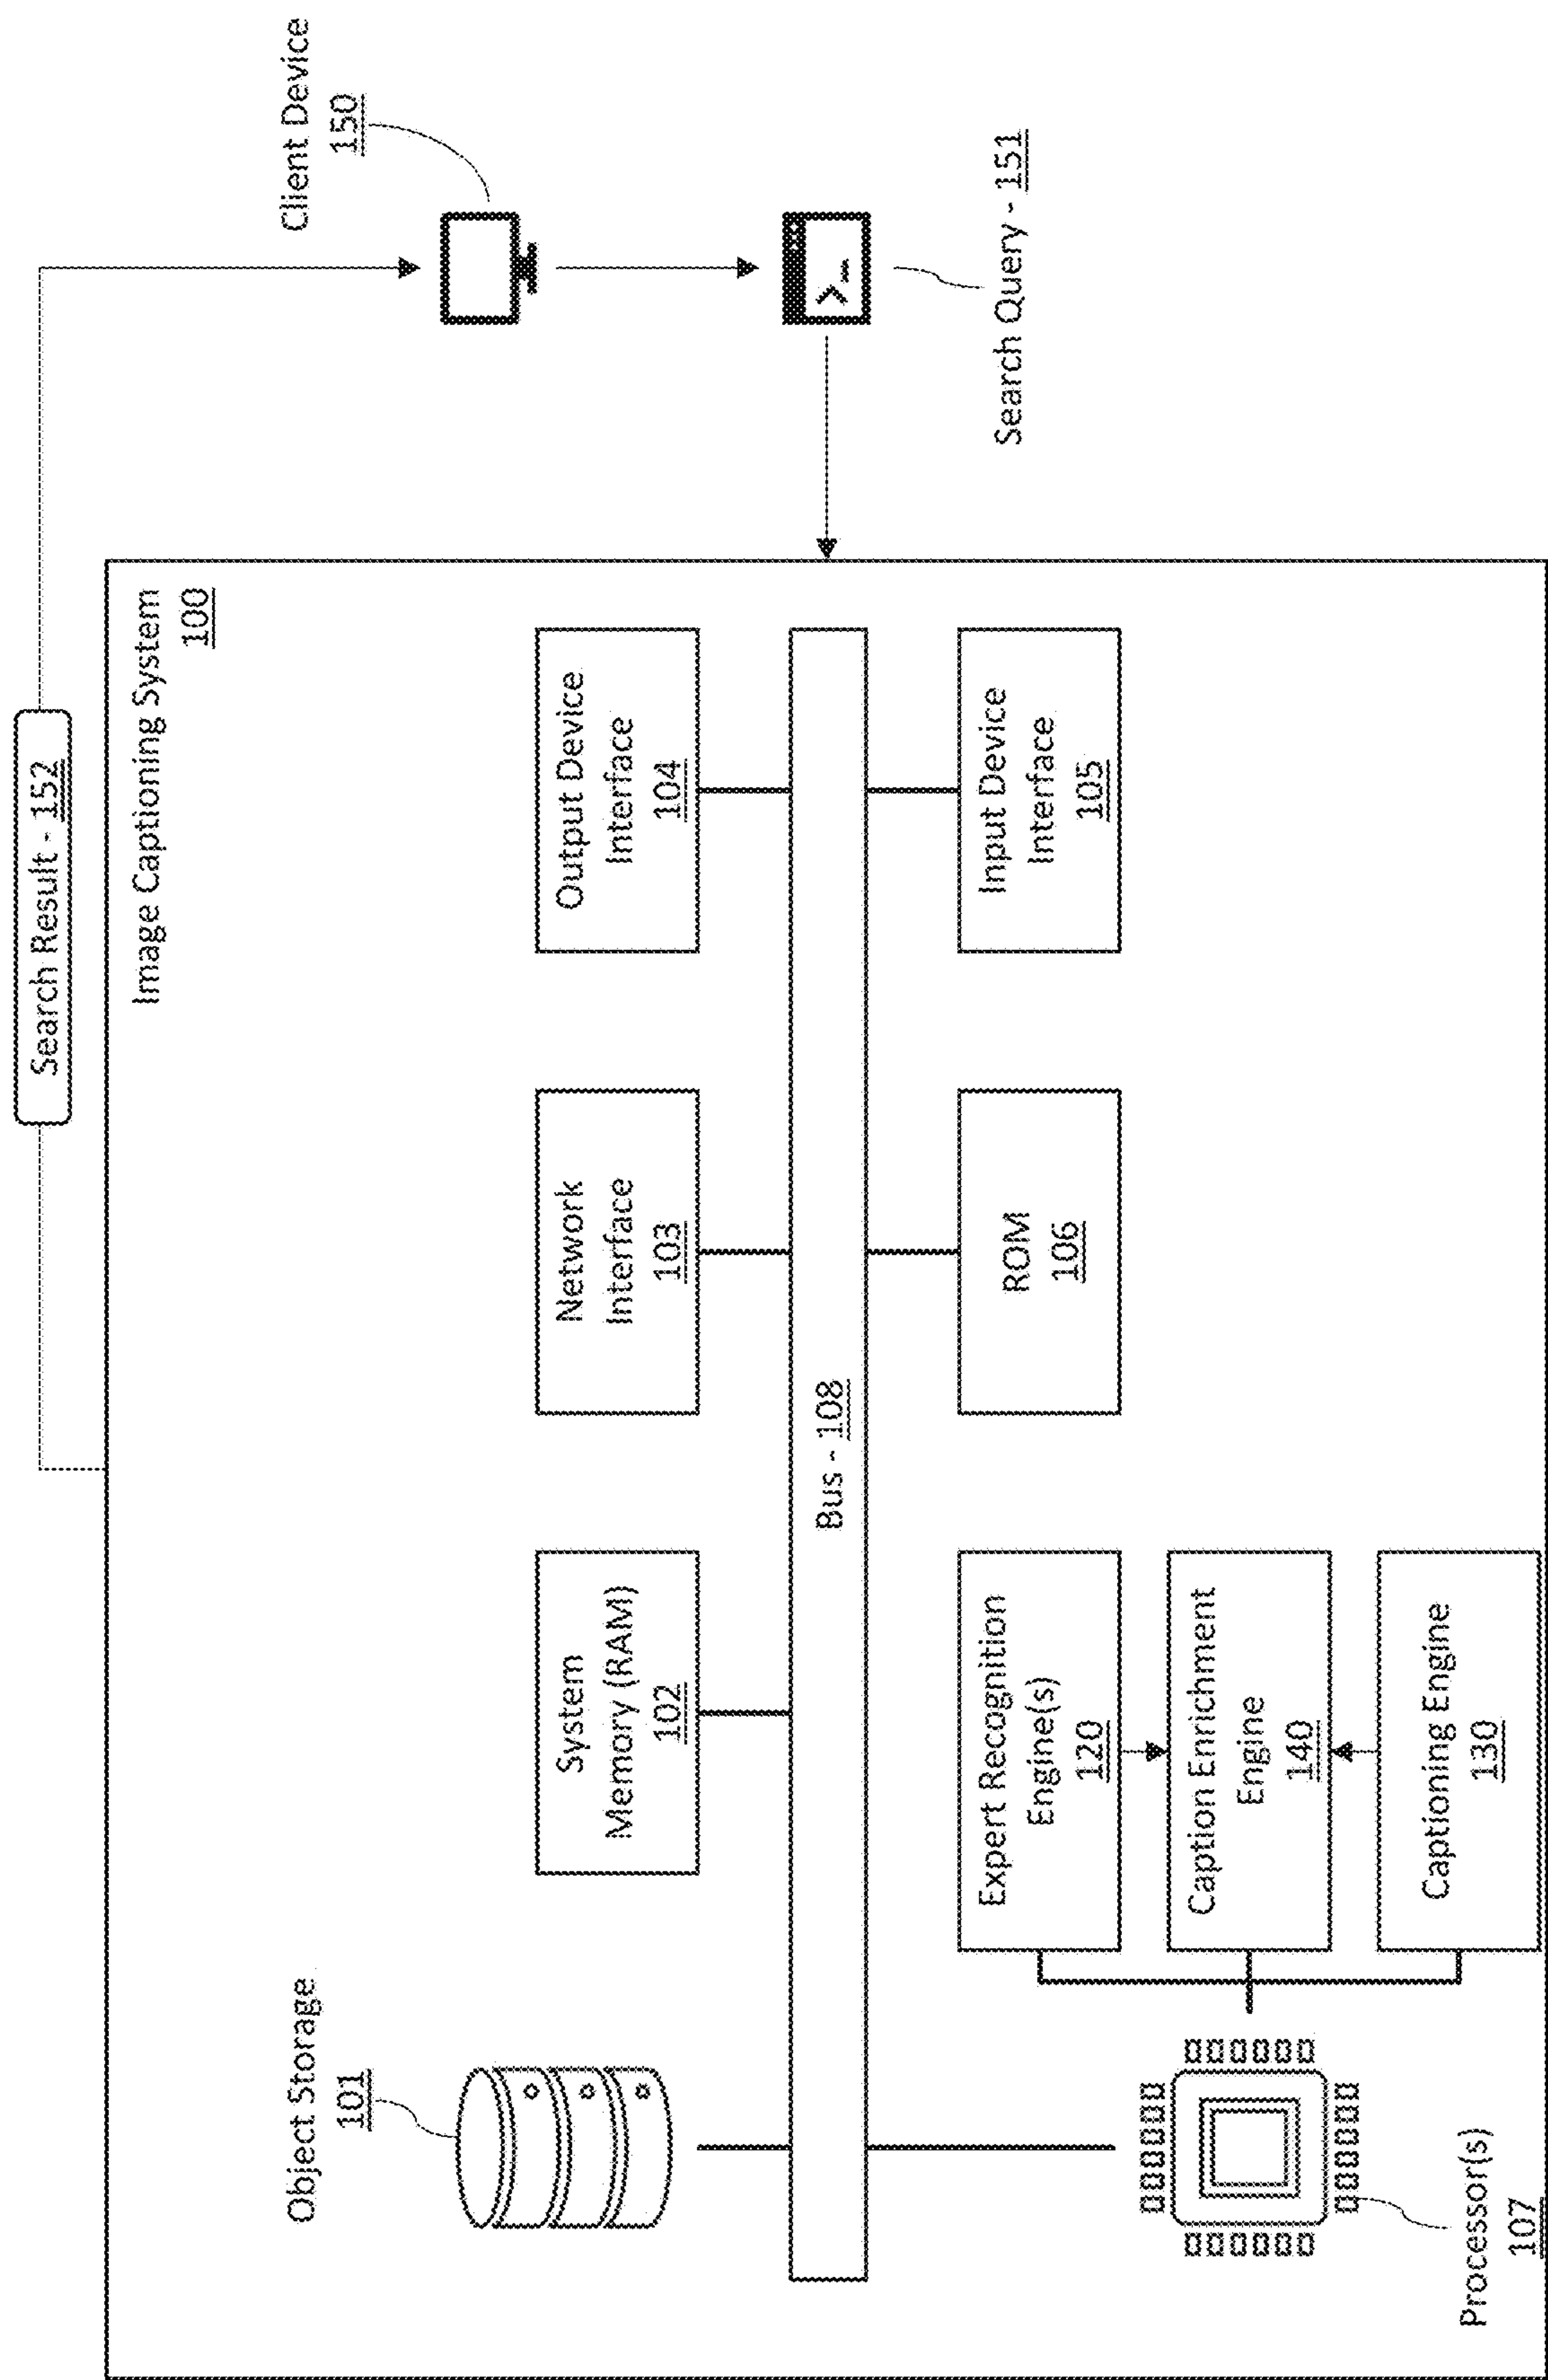 Search Result - 152
Image Captioning System
100
Client Device
150
Object Storage
101
System
Memory (RAM)
102
Network
Interface
103
Output Device
Interface
104
Bus - 108
Search Query - 151
Expert Recognition
Engine(s)
120
ROM
106
Input Device
Interface
105
Caption Enrichment
Engine
140
Captioning Engine
130
Processor(s)
107